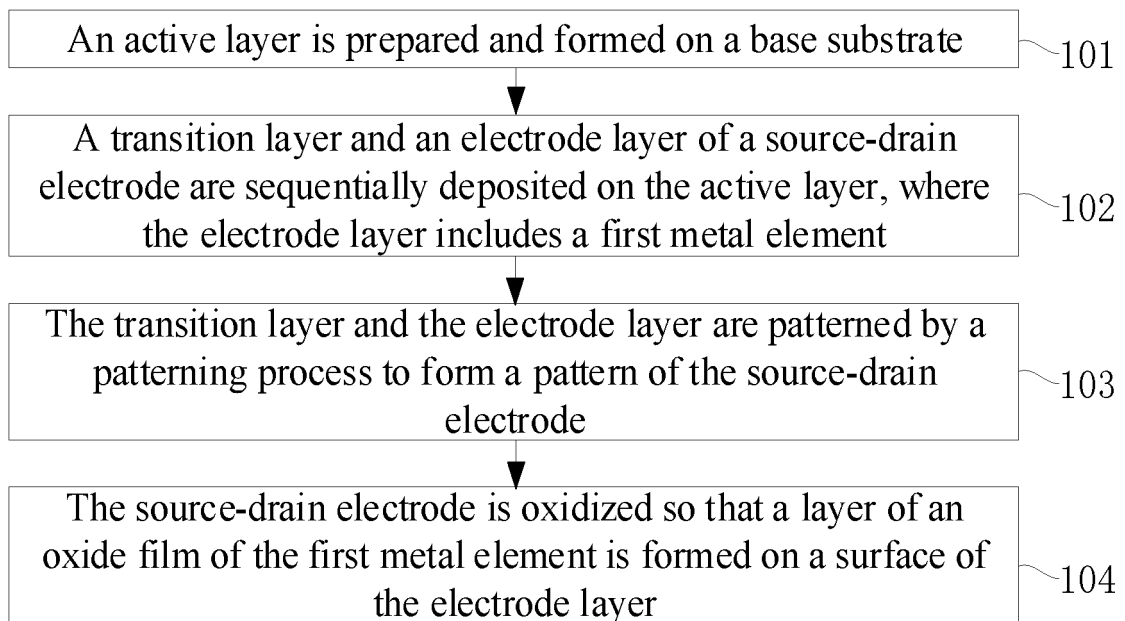 An active layer is prepared and formed on a base substrate
101
A transition layer and an electrode layer of a source-drain
electrode are sequentially deposited on the active layer, where
the electrode layer includes a first metal element
102
The transition layer and the electrode layer are patterned by a
patterning process to form a pattern of the source-drain
electrode
103
The source-drain electrode is oxidized so that a layer of an
oxide film of the first metal element is formed on a surface of
the electrode layer
104